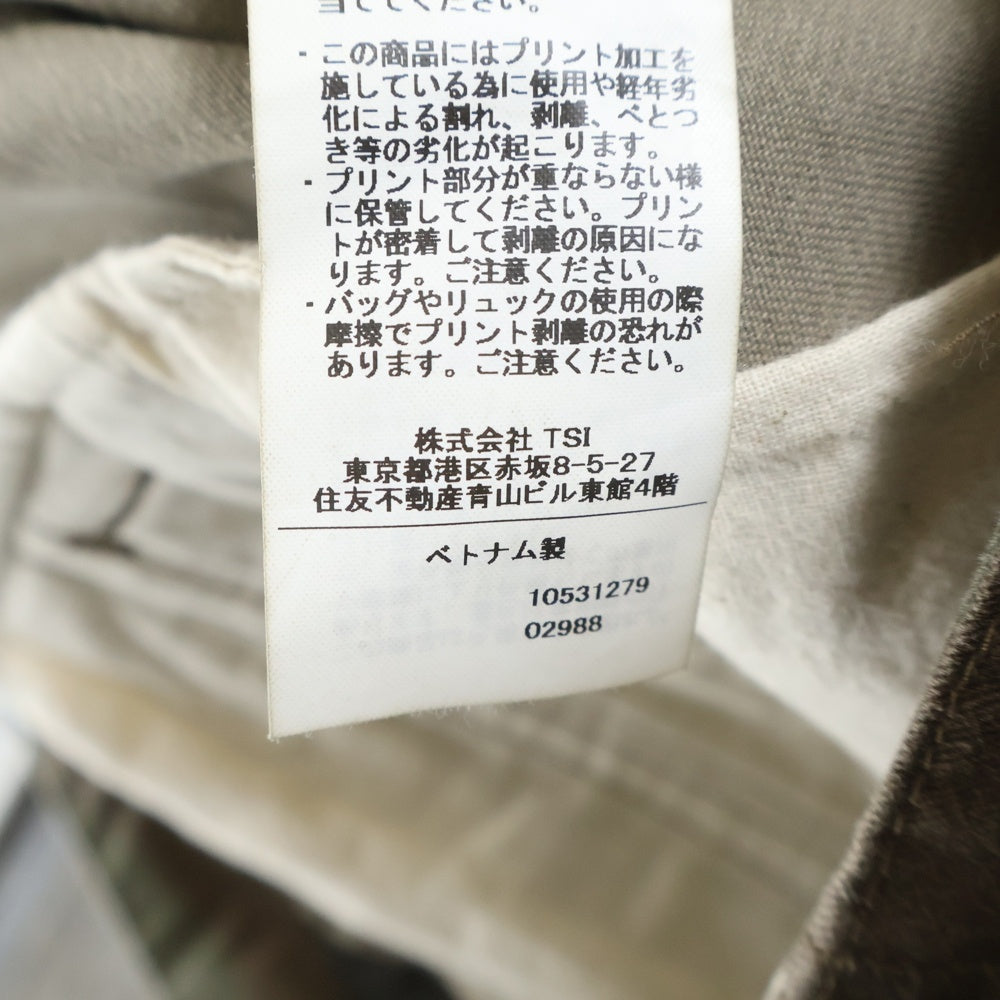 当ててください。
・この商品にはプリント加工を
施している為に使用や経年劣
化による割れ、剥離、べとつ
き等の劣化が起こります。
・プリント部分が重ならない様
に保管してください。プリン
トが密着して剥離の原因にな
ります。ご注意ください。
・バッグやリュックの使用の際
摩擦でプリント剥離の恐れが
あります。ご注意ください。
株式会社 TSI
東京都港区赤坂8-5-27
住友不動産青山ビル東館4階
ベトナム製
10531279
02988